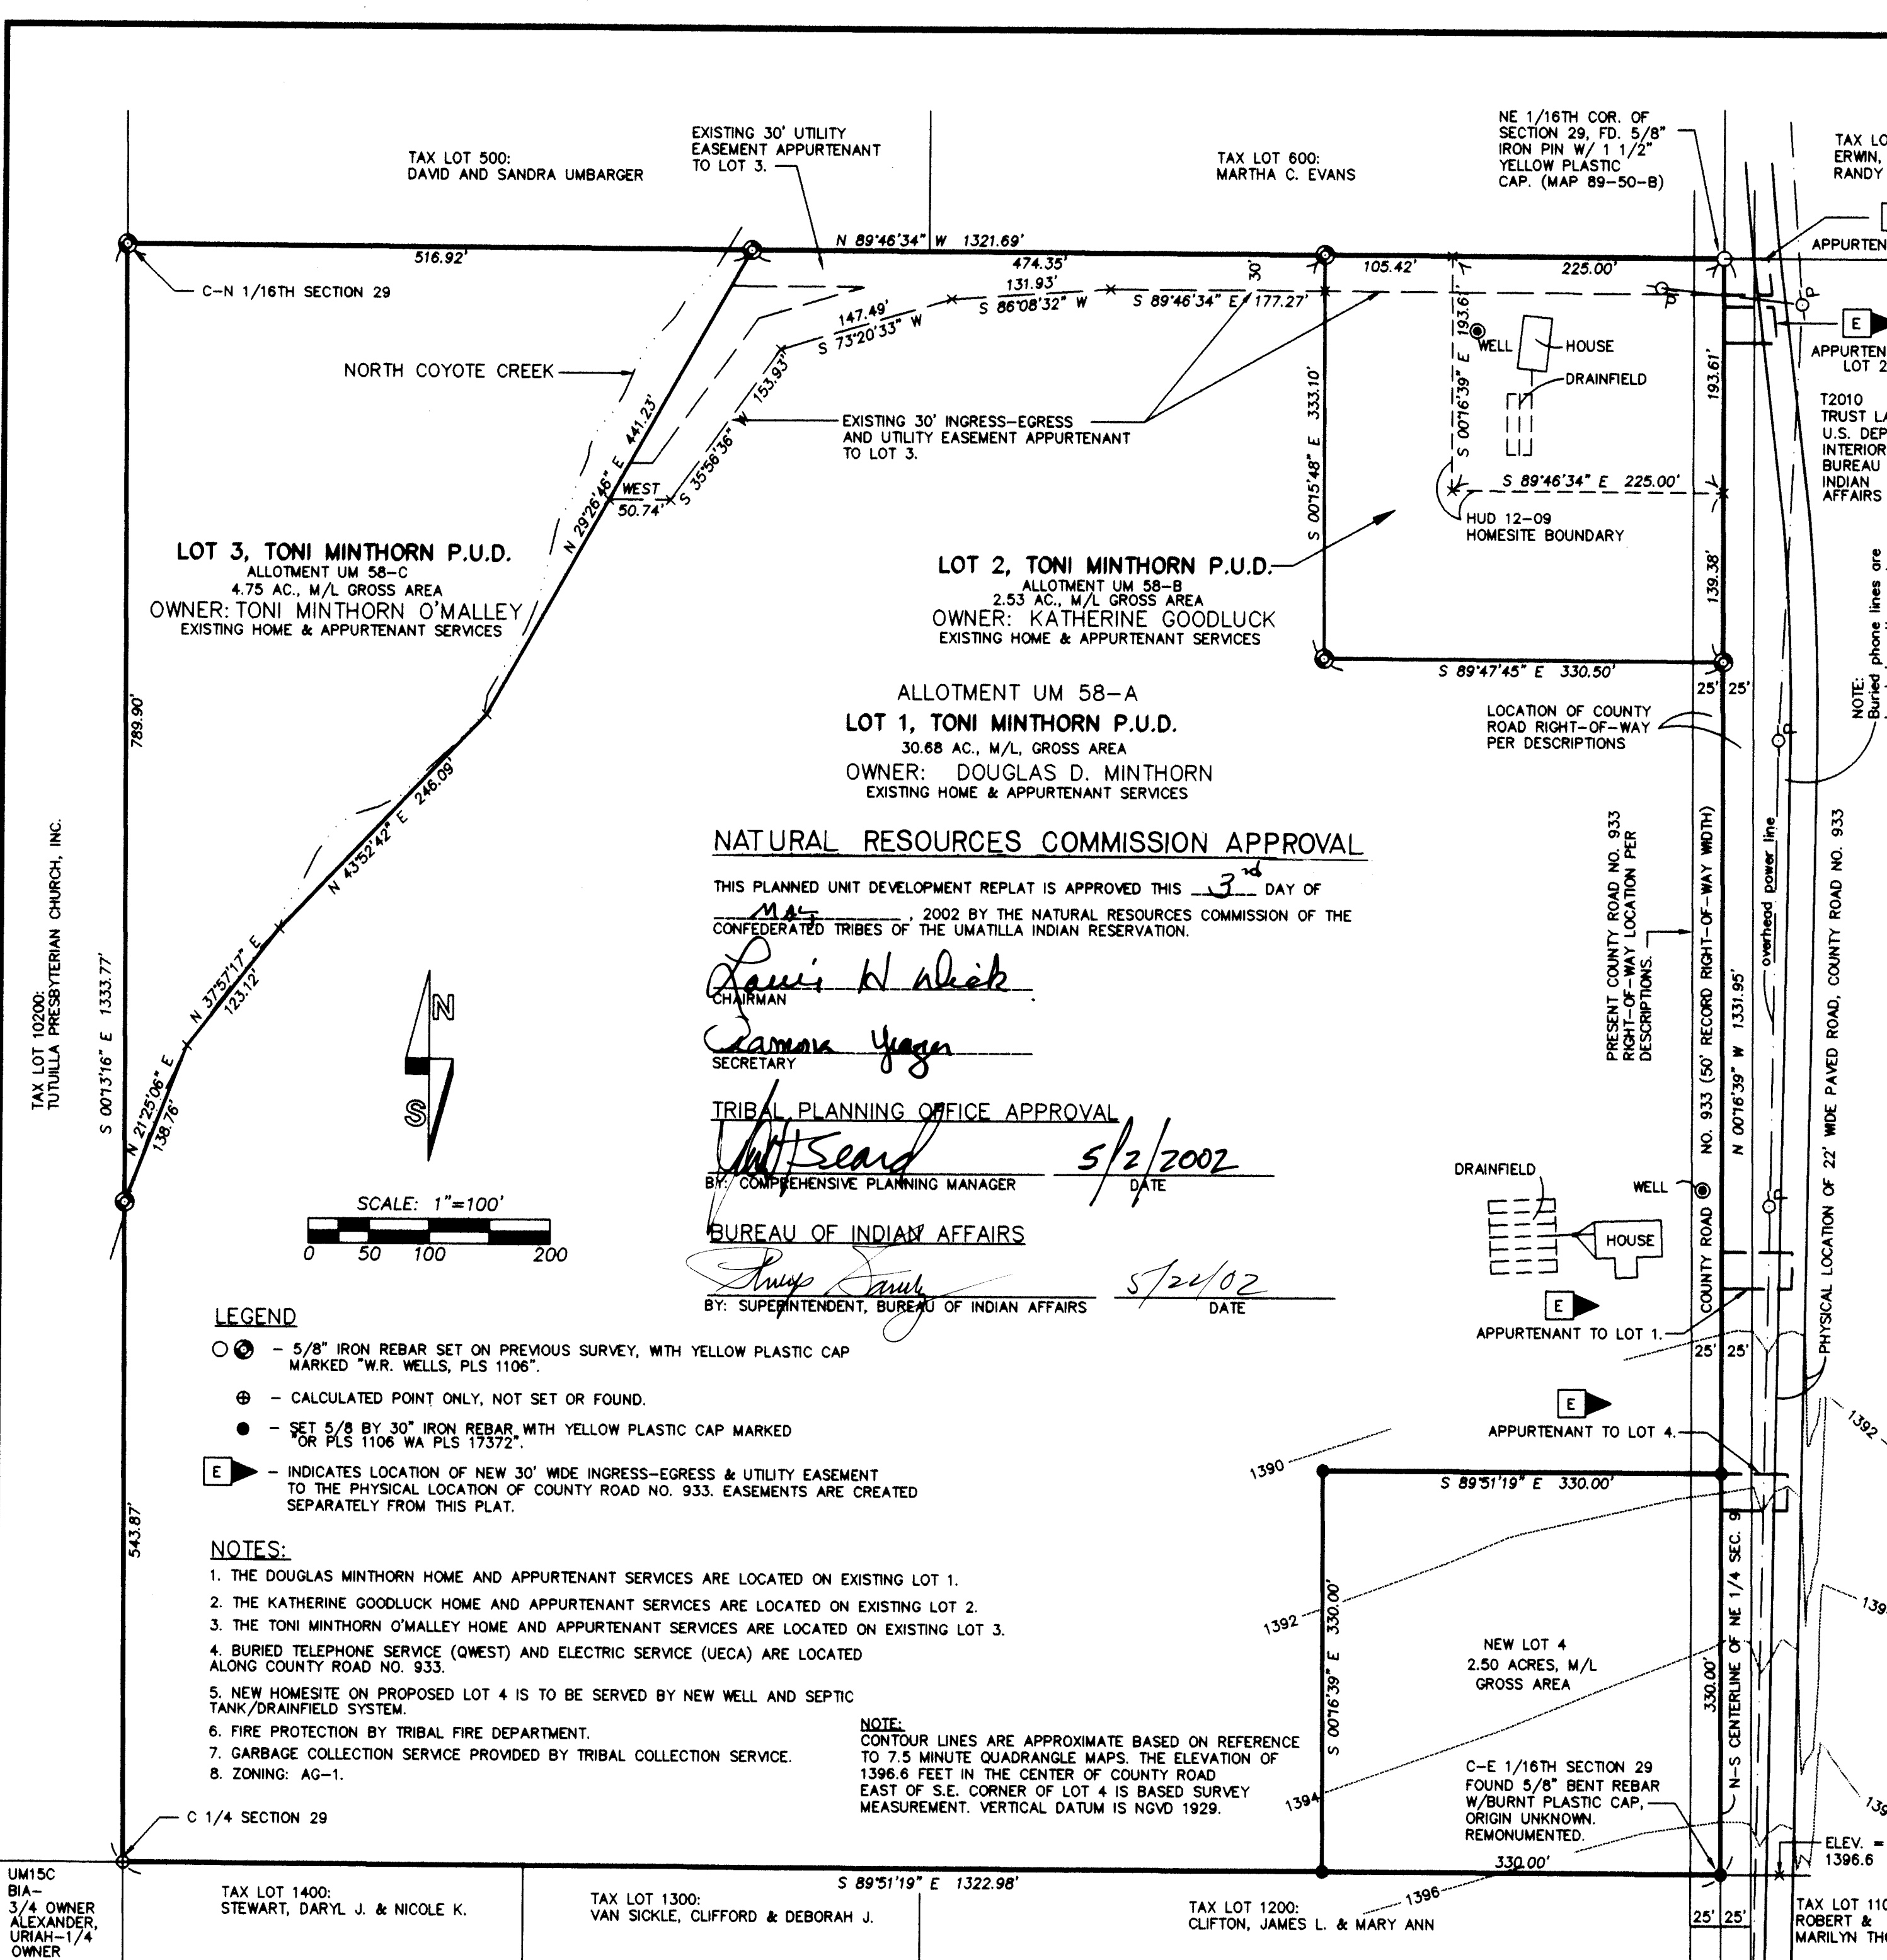 TAX LOT 500:
DAVID AND SANDRA UMBARGER
EXISTING 30' UTILITY
EASEMENT APPURTENANT
TO LOT 3.
TAX LOT 600:
MARTHA C. EVANS
NE 1/16TH COR. OF
SECTION 29, FD. 5/8"
IRON PIN W/ 1 1/2"
YELLOW PLASTIC
CAP. (MAP 89-50-B)
TAX LO
ERWIN,
RANDY
APPURTEN
N 89°46'34" W 1321.69'
516.92'
474.35'
30'
105.42'
225.00'
C-N 1/16TH SECTION 29
131.93'
S 86°08'32" W
S 89°46'34" E 177.27'
147.49'
S 73°20'33" W
NORTH COYOTE CREEK
S 35°56'36" W 153.93'
N 29°26'46" E 441.23'
WEST
50.74'
EXISTING 30' INGRESS-EGRESS
AND UTILITY EASEMENT APPURTENANT
TO LOT 3.
S 00°15'48" E 333.10'
S 00°16'39" E 193.61'
WELL
HOUSE
DRAINFIELD
P
P
193.61'
E
APPURTEN
LOT 2
T2010
TRUST LA
U.S. DEP
INTERIOR
BUREAU
INDIAN
AFFAIRS
S 89°46'34" E 225.00'
HUD 12-09
HOMESITE BOUNDARY
139.38'
LOT 3, TONI MINTHORN P.U.D.
ALLOTMENT UM 58-C
4.75 AC., M/L GROSS AREA
OWNER: TONI MINTHORN O'MALLEY
EXISTING HOME & APPURTENANT SERVICES
LOT 2, TONI MINTHORN P.U.D.
ALLOTMENT UM 58-B
2.53 AC., M/L GROSS AREA
OWNER: KATHERINE GOODLUCK
EXISTING HOME & APPURTENANT SERVICES
S 89°47'45" E 330.50'
25' 25'
NOTE:
Buried phone lines are
ALLOTMENT UM 58-A
LOT 1, TONI MINTHORN P.U.D.
30.68 AC., M/L, GROSS AREA
OWNER: DOUGLAS D. MINTHORN
EXISTING HOME & APPURTENANT SERVICES
LOCATION OF COUNTY
ROAD RIGHT-OF-WAY
PER DESCRIPTIONS
P
789.90'
N 43°52'42" E 246.09'
N 37°57'17" E
123.12'
N 21°25'06" E
138.76'
TAX LOT 10200:
TUTUILLA PRESBYTERIAN CHURCH, INC.
S 00°13'16" E 1333.77'
NATURAL RESOURCES COMMISSION APPROVAL
THIS PLANNED UNIT DEVELOPMENT REPLAT IS APPROVED THIS 3rd DAY OF
MAY, 2002 BY THE NATURAL RESOURCES COMMISSION OF THE
CONFEDERATED TRIBES OF THE UMATILLA INDIAN RESERVATION.
CHAIRMAN
Yeager
SECRETARY
TRIBAL PLANNING OFFICE APPROVAL
5/2/2002
BY: COMPREHENSIVE PLANNING MANAGER DATE
BUREAU OF INDIAN AFFAIRS
5/22/02
BY: SUPERINTENDENT, BUREAU OF INDIAN AFFAIRS DATE
PRESENT COUNTY ROAD NO. 933
RIGHT-OF-WAY LOCATION PER
DESCRIPTIONS.
COUNTY ROAD NO. 933 (50' RECORD RIGHT-OF-WAY WIDTH)
N 00°16'39" W 1331.95'
overhead power line
PHYSICAL LOCATION OF 22' WIDE PAVED ROAD, COUNTY ROAD NO. 933
N
S
SCALE: 1"=100'
0 50 100 200
DRAINFIELD
WELL
HOUSE
P
E
APPURTENANT TO LOT 1.
25' 25'
E
APPURTENANT TO LOT 4.
1392
LEGEND
- 5/8" IRON REBAR SET ON PREVIOUS SURVEY, WITH YELLOW PLASTIC CAP
MARKED "W.R. WELLS, PLS 1106".
- CALCULATED POINT ONLY, NOT SET OR FOUND.
- SET 5/8 BY 30" IRON REBAR WITH YELLOW PLASTIC CAP MARKED
"OR PLS 1106 WA PLS 17372".
E - INDICATES LOCATION OF NEW 30' WIDE INGRESS-EGRESS & UTILITY EASEMENT
TO THE PHYSICAL LOCATION OF COUNTY ROAD NO. 933. EASEMENTS ARE CREATED
SEPARATELY FROM THIS PLAT.
1390
S 89°51'19" E 330.00'
543.87'
NOTES:
1. THE DOUGLAS MINTHORN HOME AND APPURTENANT SERVICES ARE LOCATED ON EXISTING LOT 1.
2. THE KATHERINE GOODLUCK HOME AND APPURTENANT SERVICES ARE LOCATED ON EXISTING LOT 2.
3. THE TONI MINTHORN O'MALLEY HOME AND APPURTENANT SERVICES ARE LOCATED ON EXISTING LOT 3.
4. BURIED TELEPHONE SERVICE (QWEST) AND ELECTRIC SERVICE (UECA) ARE LOCATED
ALONG COUNTY ROAD NO. 933.
5. NEW HOMESITE ON PROPOSED LOT 4 IS TO BE SERVED BY NEW WELL AND SEPTIC
TANK/DRAINFIELD SYSTEM.
6. FIRE PROTECTION BY TRIBAL FIRE DEPARTMENT.
7. GARBAGE COLLECTION SERVICE PROVIDED BY TRIBAL COLLECTION SERVICE.
8. ZONING: AG-1.
NOTE:
CONTOUR LINES ARE APPROXIMATE BASED ON REFERENCE
TO 7.5 MINUTE QUADRANGLE MAPS. THE ELEVATION OF
1396.6 FEET IN THE CENTER OF COUNTY ROAD
EAST OF S.E. CORNER OF LOT 4 IS BASED SURVEY
MEASUREMENT. VERTICAL DATUM IS NGVD 1929.
1392
1394
S 00°16'39" E 330.00'
NEW LOT 4
2.50 ACRES, M/L
GROSS AREA
330.00'
N-S CENTERLINE OF NE 1/4 SEC. 9
139
C-E 1/16TH SECTION 29
FOUND 5/8" BENT REBAR
W/BURNT PLASTIC CAP,
ORIGIN UNKNOWN.
REMONUMENTED.
330.00'
139
ELEV. =
1396.6
C 1/4 SECTION 29
S 89°51'19" E 1322.98'
1396
UM15C
BIA-
3/4 OWNER
ALEXANDER,
URIAH-1/4
OWNER
TAX LOT 1400:
STEWART, DARYL J. & NICOLE K.
TAX LOT 1300:
VAN SICKLE, CLIFFORD & DEBORAH J.
TAX LOT 1200:
CLIFTON, JAMES L. & MARY ANN
25' 25'
TAX LOT 110
ROBERT &
MARILYN TH